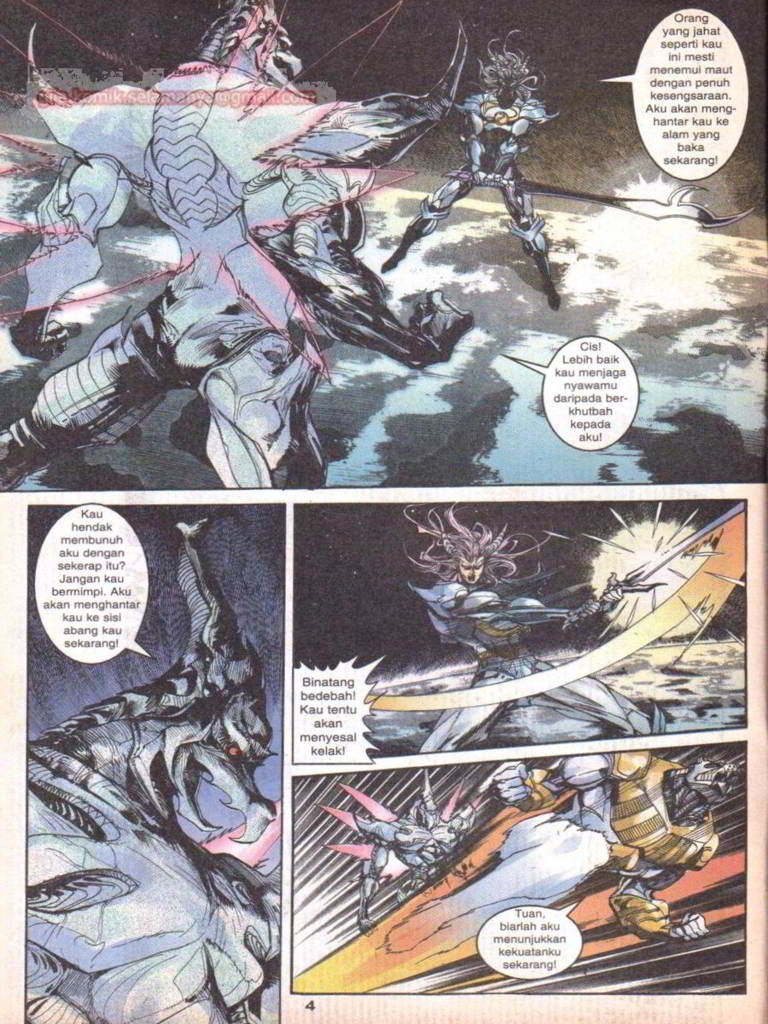 Orang
yang jahat
seperti kau
ini mesti
menemui maut
dengan penuh
kesengsaraan.
Aku akan meng-
hantar kau ke
alam yang
baka
sekarang!
Cis!
Lebih baik
kau menjaga
nyawamu
daripada ber-
khutbah
kepada
aku!
Kau
hendak
membunuh
aku dengan
sekerap itu?
Jangan kau
bermimpi. Aku
akan menghantar
kau ke sisi
abang kau
sekarang!
Binatang
bedebah!
Kau tentu
akan
menyesal
kelak!
Tuan,
biarlah aku
menunjukkan
kekuatanku
sekarang!
4